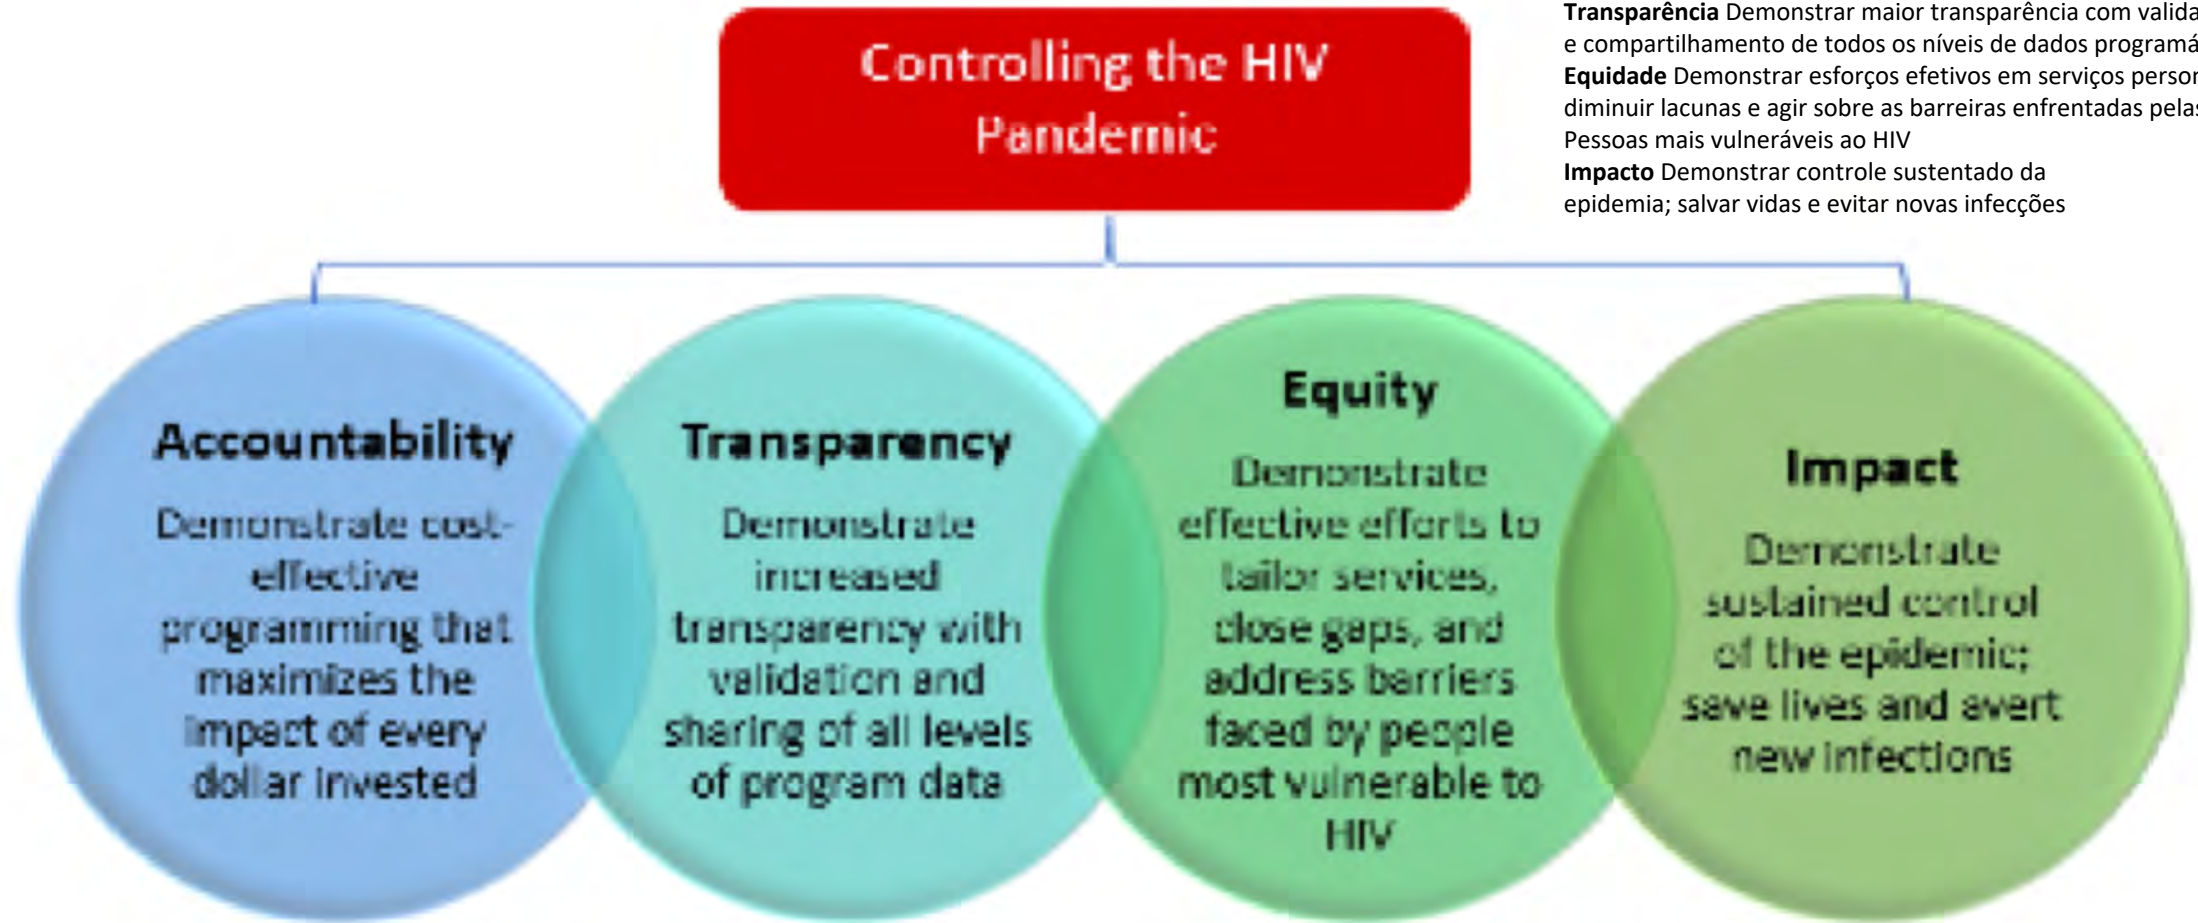 Controlling the HIV
Pandemic
Transparência Demonstrar maior transparência com valida
e compartilhamento de todos os níveis de dados programá
Equidade Demonstrar esforços efetivos em serviços person
diminuir lacunas e agir sobre as barreiras enfrentadas pelas
Pessoas mais vulneráveis ao HIV
Impacto Demonstrar controle sustentado da
epidemia; salvar vidas e evitar novas infecções
Accountability
Demonstrate cost-
effective
programming that
maximizes the
impact of every
dollar invested
Transparency
Demonstrate
increased
transparency with
validation and
sharing of all levels
of program data
Equity
Demonstrate
effective efforts to
tailor services,
close gaps, and
address barriers
faced by people
most vulnerable to
HIV
Impact
Demonstrate
sustained control
of the epidemic;
save lives and avert
new infections